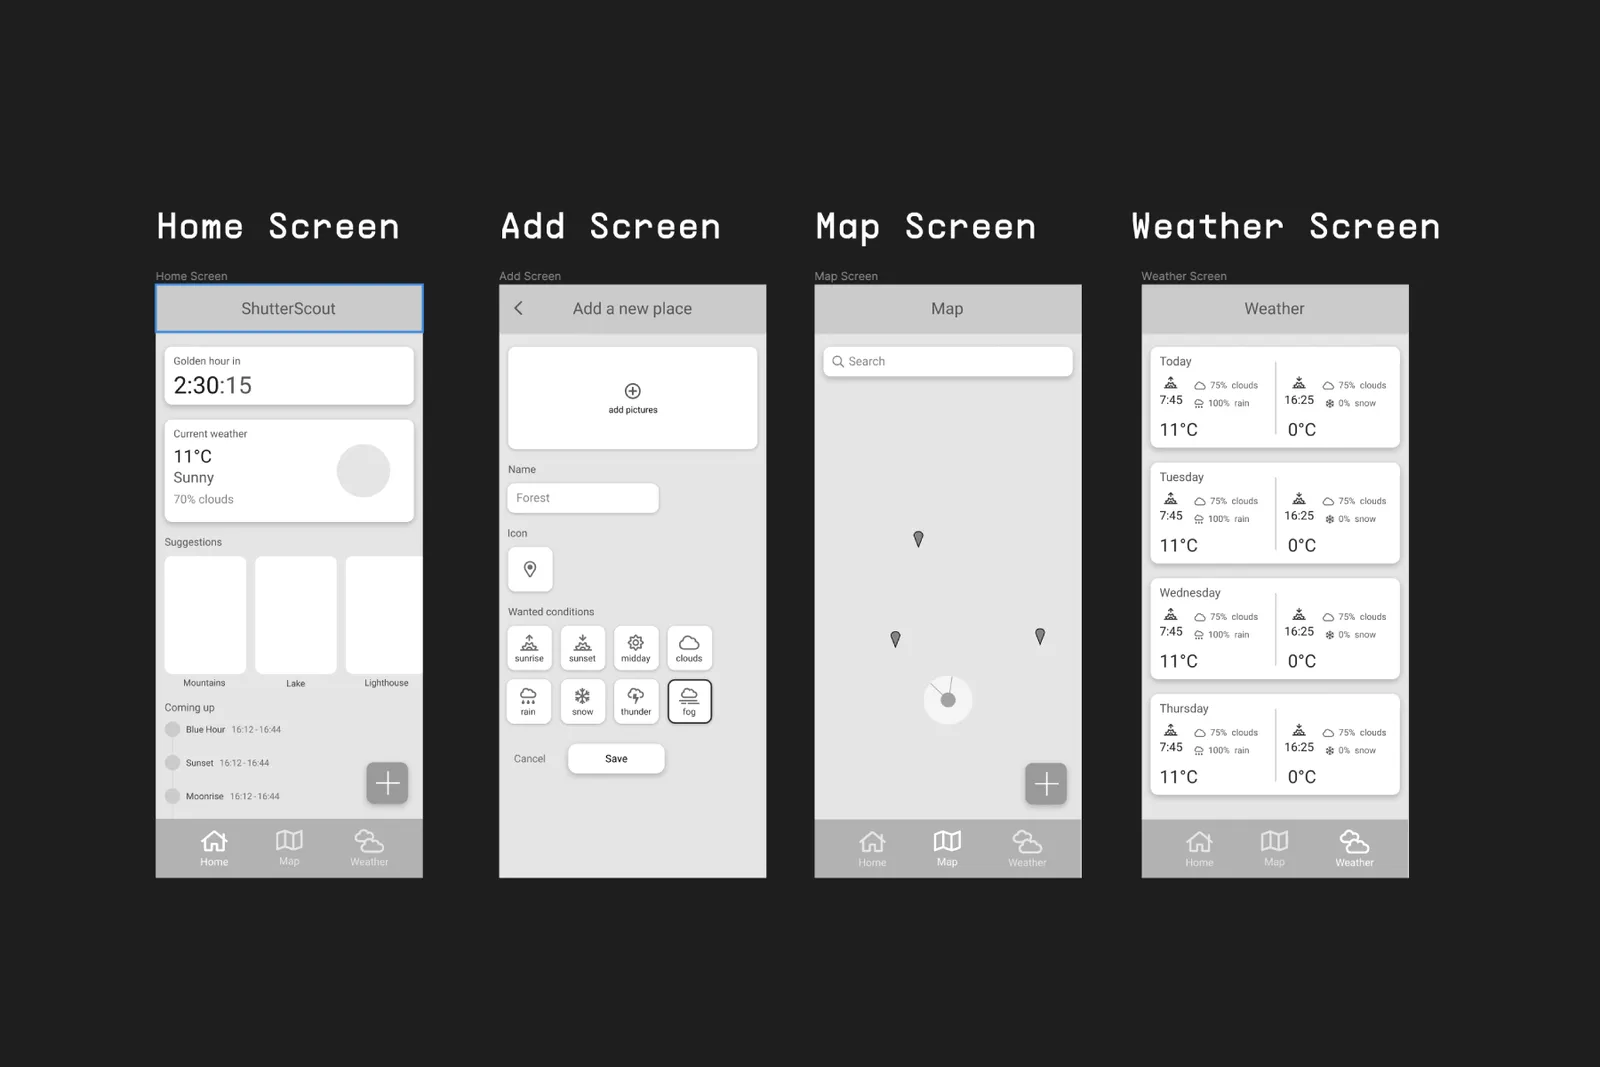 Home Screen
Add Screen
Map Screen
Weather Screen
Home Screen
ShutterScout
Golden hour in
2:30:15
Current weather
11°C
Sunny
70% clouds
Suggestions
Mountains
Lake
Lighthouse
Coming up
Blue Hour 16:12-16:44
Sunset 16:12-16:44
Moonrise 16:12-16:44
Home
Map
Weather
Add Screen
Add a new place
add pictures
Name
Forest
Icon
Wanted conditions
sunrise
sunset
midday
clouds
rain
snow
thunder
fog
Cancel
Save
Map Screen
Map
Search
Home
Map
Weather
Weather Screen
Weather
Today
75% clouds
75% clouds
7:45
100% rain
16:25
0% snow
11°C
0°C
Tuesday
75% clouds
75% clouds
7:45
100% rain
16:25
0% snow
11°C
0°C
Wednesday
75% clouds
75% clouds
7:45
100% rain
16:25
0% snow
11°C
0°C
Thursday
75% clouds
75% clouds
7:45
100% rain
16:25
0% snow
11°C
0°C
Home
Map
Weather